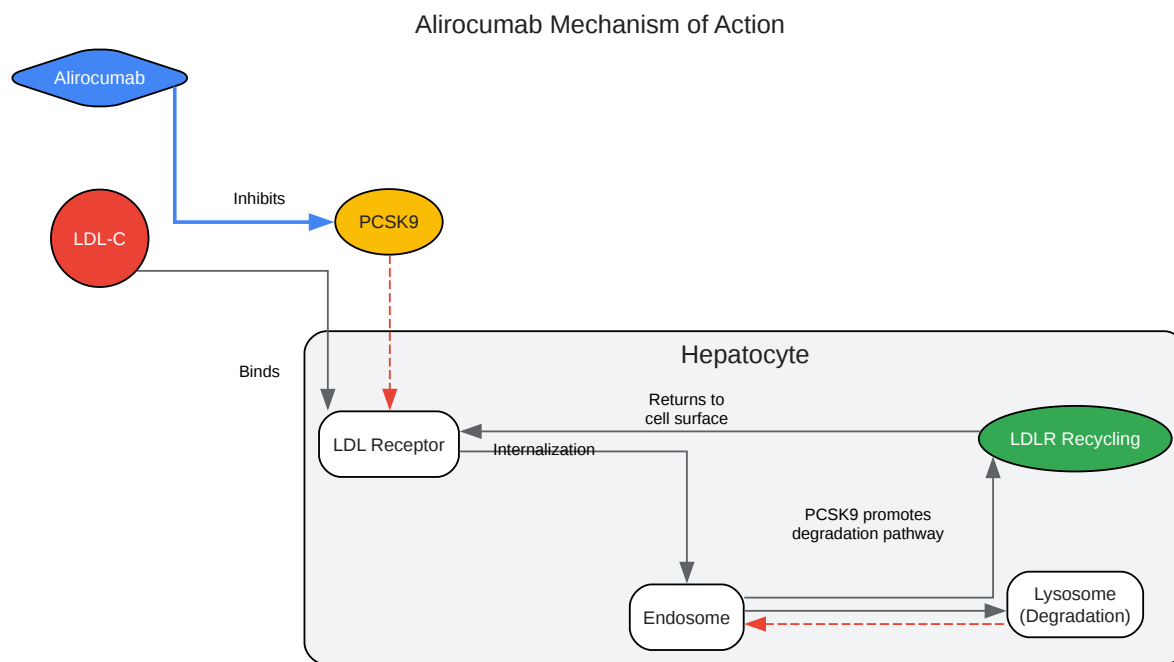 Alirocumab Mechanism of Action
Alirocumab
Inhibits
PCSK9
LDL-C
Binds
Hepatocyte
Returns to
cell surface
LDL Receptor
Internalization
LDLR Recycling
PCSK9 promotes
degradation pathway
Endosome
Lysosome
(Degradation)